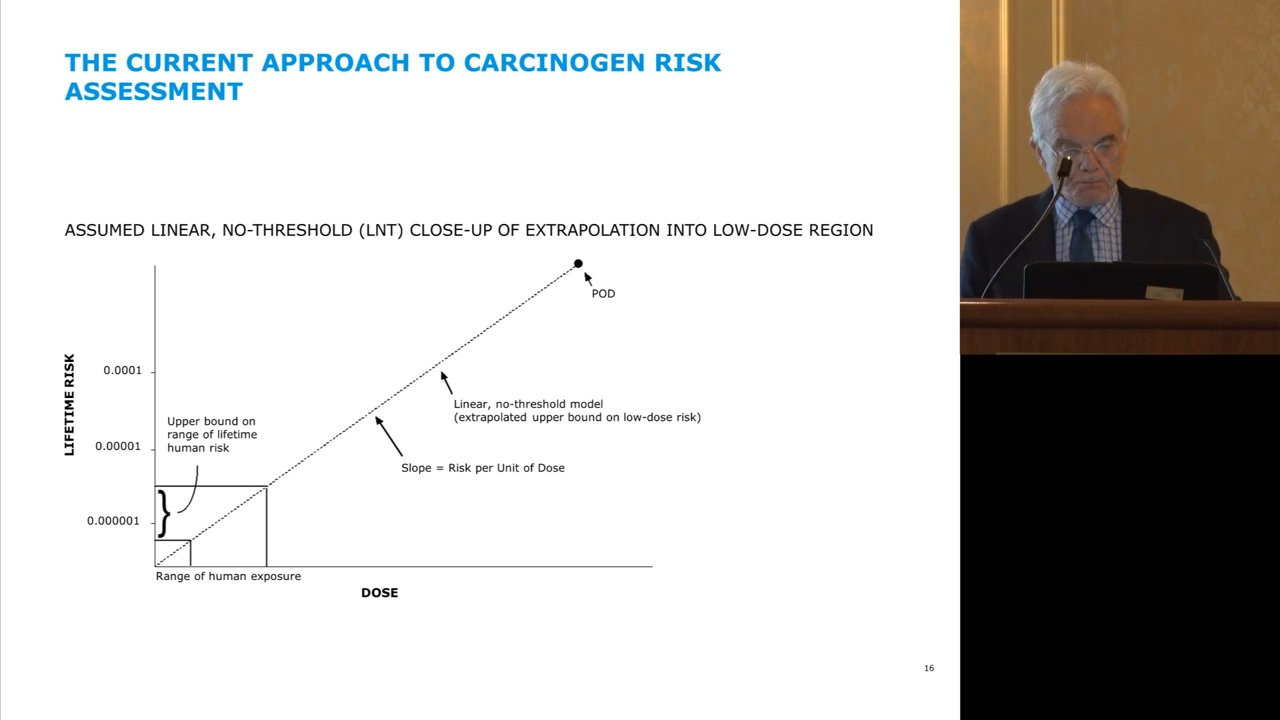 THE CURRENT APPROACH TO CARCINOGEN RISK
ASSESSMENT
ASSUMED LINEAR, NO-THRESHOLD (LNT) CLOSE-UP OF EXTRAPOLATION INTO LOW-DOSE REGION
POD
LIFETIME RISK
0.0001
Linear, no-threshold model
(extrapolated upper bound on low-dose risk)
Upper bound on
range of lifetime
human risk
0.00001
Slope = Risk per Unit of Dose
0.000001
Range of human exposure
DOSE
16